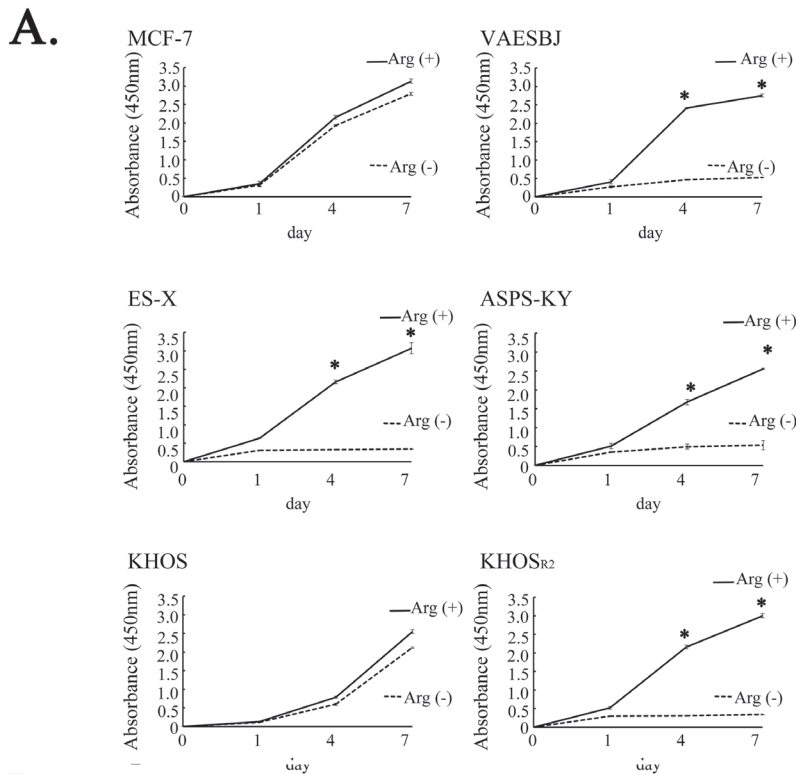 A.
MCF-7
Arg (+)
Absorbance (450nm)
3.5
3.0
2.5
2.0
1.5
1.0
0.5
0
Arg (-)
0 1 4 7
day
VAESBJ
Arg (+)
Absorbance (450nm)
3.5
3.0
2.5
2.0
1.5
1.0
0.5
0
* *
Arg (-)
0 1 4 7
day
ES-X
Arg (+)
Absorbance (450nm)
3.5
3.0
2.5
2.0
1.5
1.0
0.5
0
* *
Arg (-)
1 4 7
day
ASPS-KY
Arg (+)
Absorbance (450nm)
3.5
3.0
2.5
2.0
1.5
1.0
0.5
0
* *
Arg (-)
1 4 7
day
KHOS
Arg (+)
Absorbance (450nm)
3.5
3.0
2.5
2.0
1.5
1.0
0.5
0
Arg (-)
0 1 4 7
day
KHOSR2
Arg (+)
Absorbance (450nm)
3.5
3.0
2.5
2.0
1.5
1.0
0.5
0
* *
Arg (-)
0 1 4 7
day